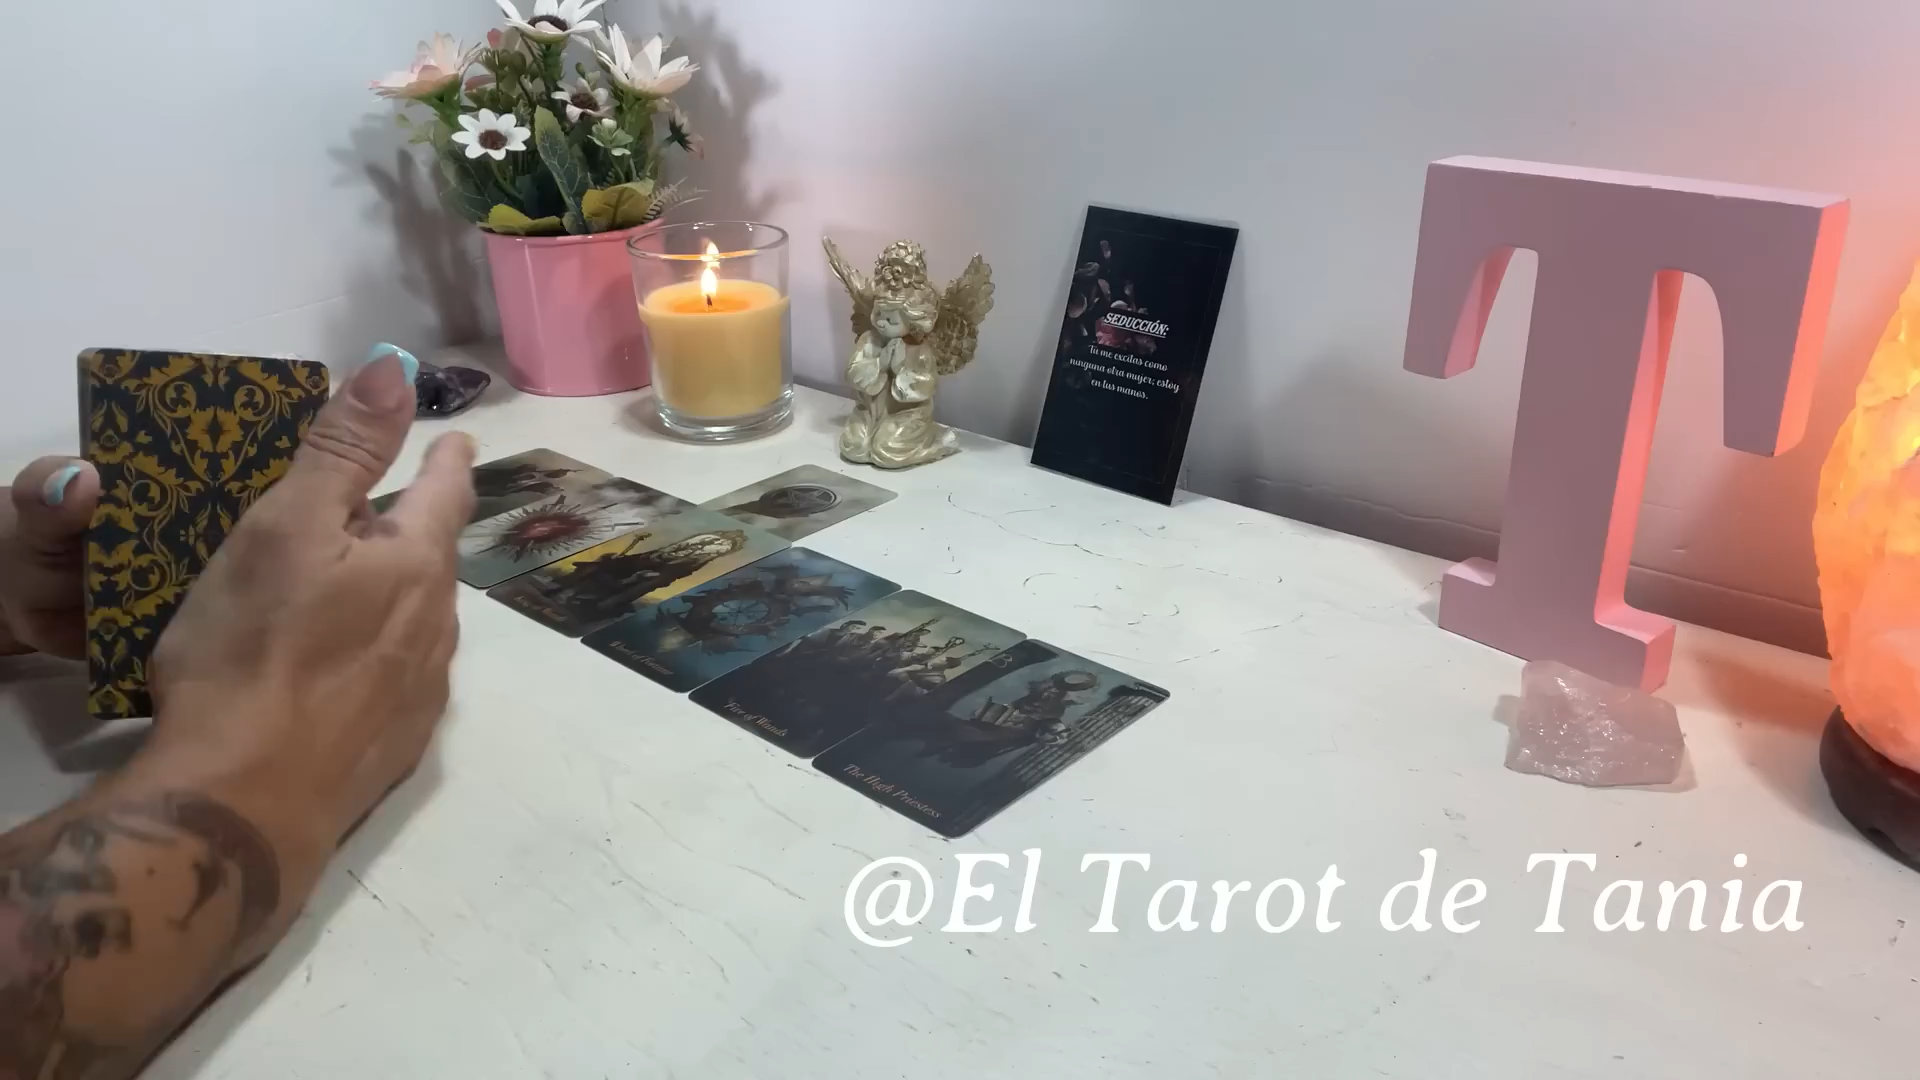 T
SEDUCCIÓN:
Tú me excitas como
ninguna otra mujer; estoy
en tus manos.
Wheel of Fortune
Five of Wands
The High Priestess
@El Tarot de Tania